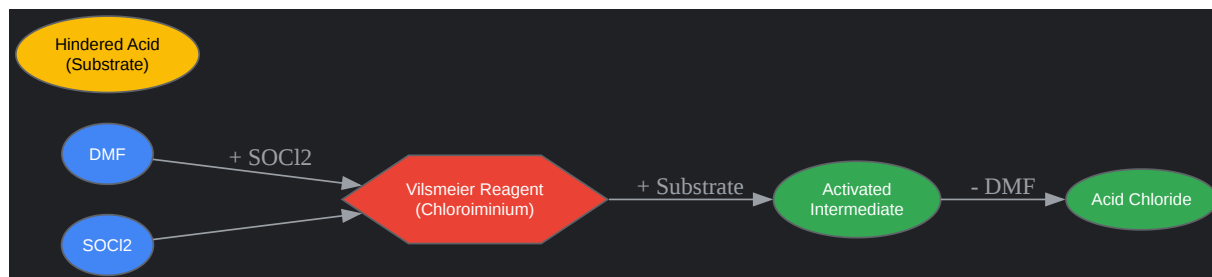 Hindered Acid
(Substrate)
DMF
+ SOCl2
SOCl2
Vilsmeier Reagent
(Chloroiminium)
+ Substrate
Activated
Intermediate
- DMF
Acid Chloride